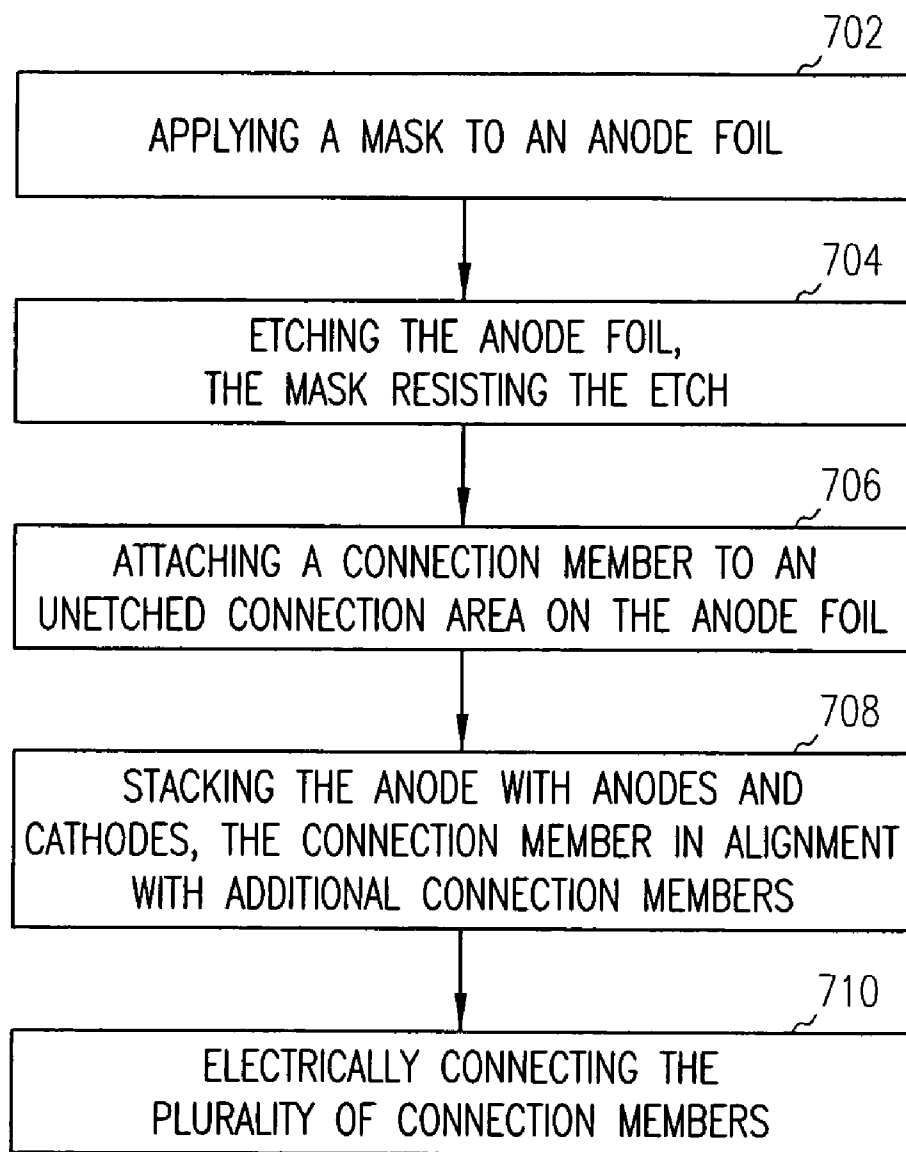 702
APPLYING A MASK TO AN ANODE FOIL
704
ETCHING THE ANODE FOIL,
THE MASK RESISTING THE ETCH
706
ATTACHING A CONNECTION MEMBER TO AN
UNETCHED CONNECTION AREA ON THE ANODE FOIL
708
STACKING THE ANODE WITH ANODES AND
CATHODES, THE CONNECTION MEMBER IN ALIGNMENT
WITH ADDITIONAL CONNECTION MEMBERS
710
ELECTRICALLY CONNECTING THE
PLURALITY OF CONNECTION MEMBERS